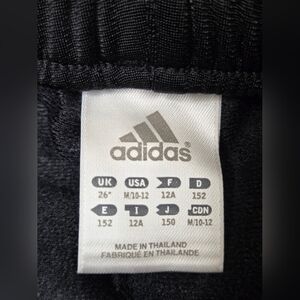 adidas
UK USA F D
26" M/10-12 12A 152
E I J CDN
152 12A 150 M/10-12
MADE IN THAILAND
FABRIQUÉ EN THAÏLANDE